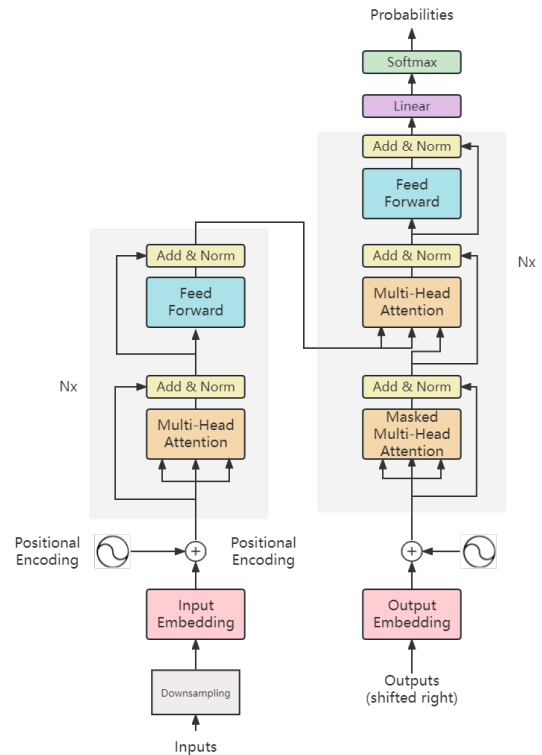 Probabilities
Softmax
Linear
Add & Norm
Feed
Forward
Add & Norm
Multi-Head
Attention
Nx
Add & Norm
Masked
Multi-Head
Attention
Add & Norm
Feed
Forward
Nx
Add & Norm
Multi-Head
Attention
Positional
Encoding
Positional
Encoding
Input
Embedding
Output
Embedding
Downsampling
Inputs
Outputs
(shifted right)